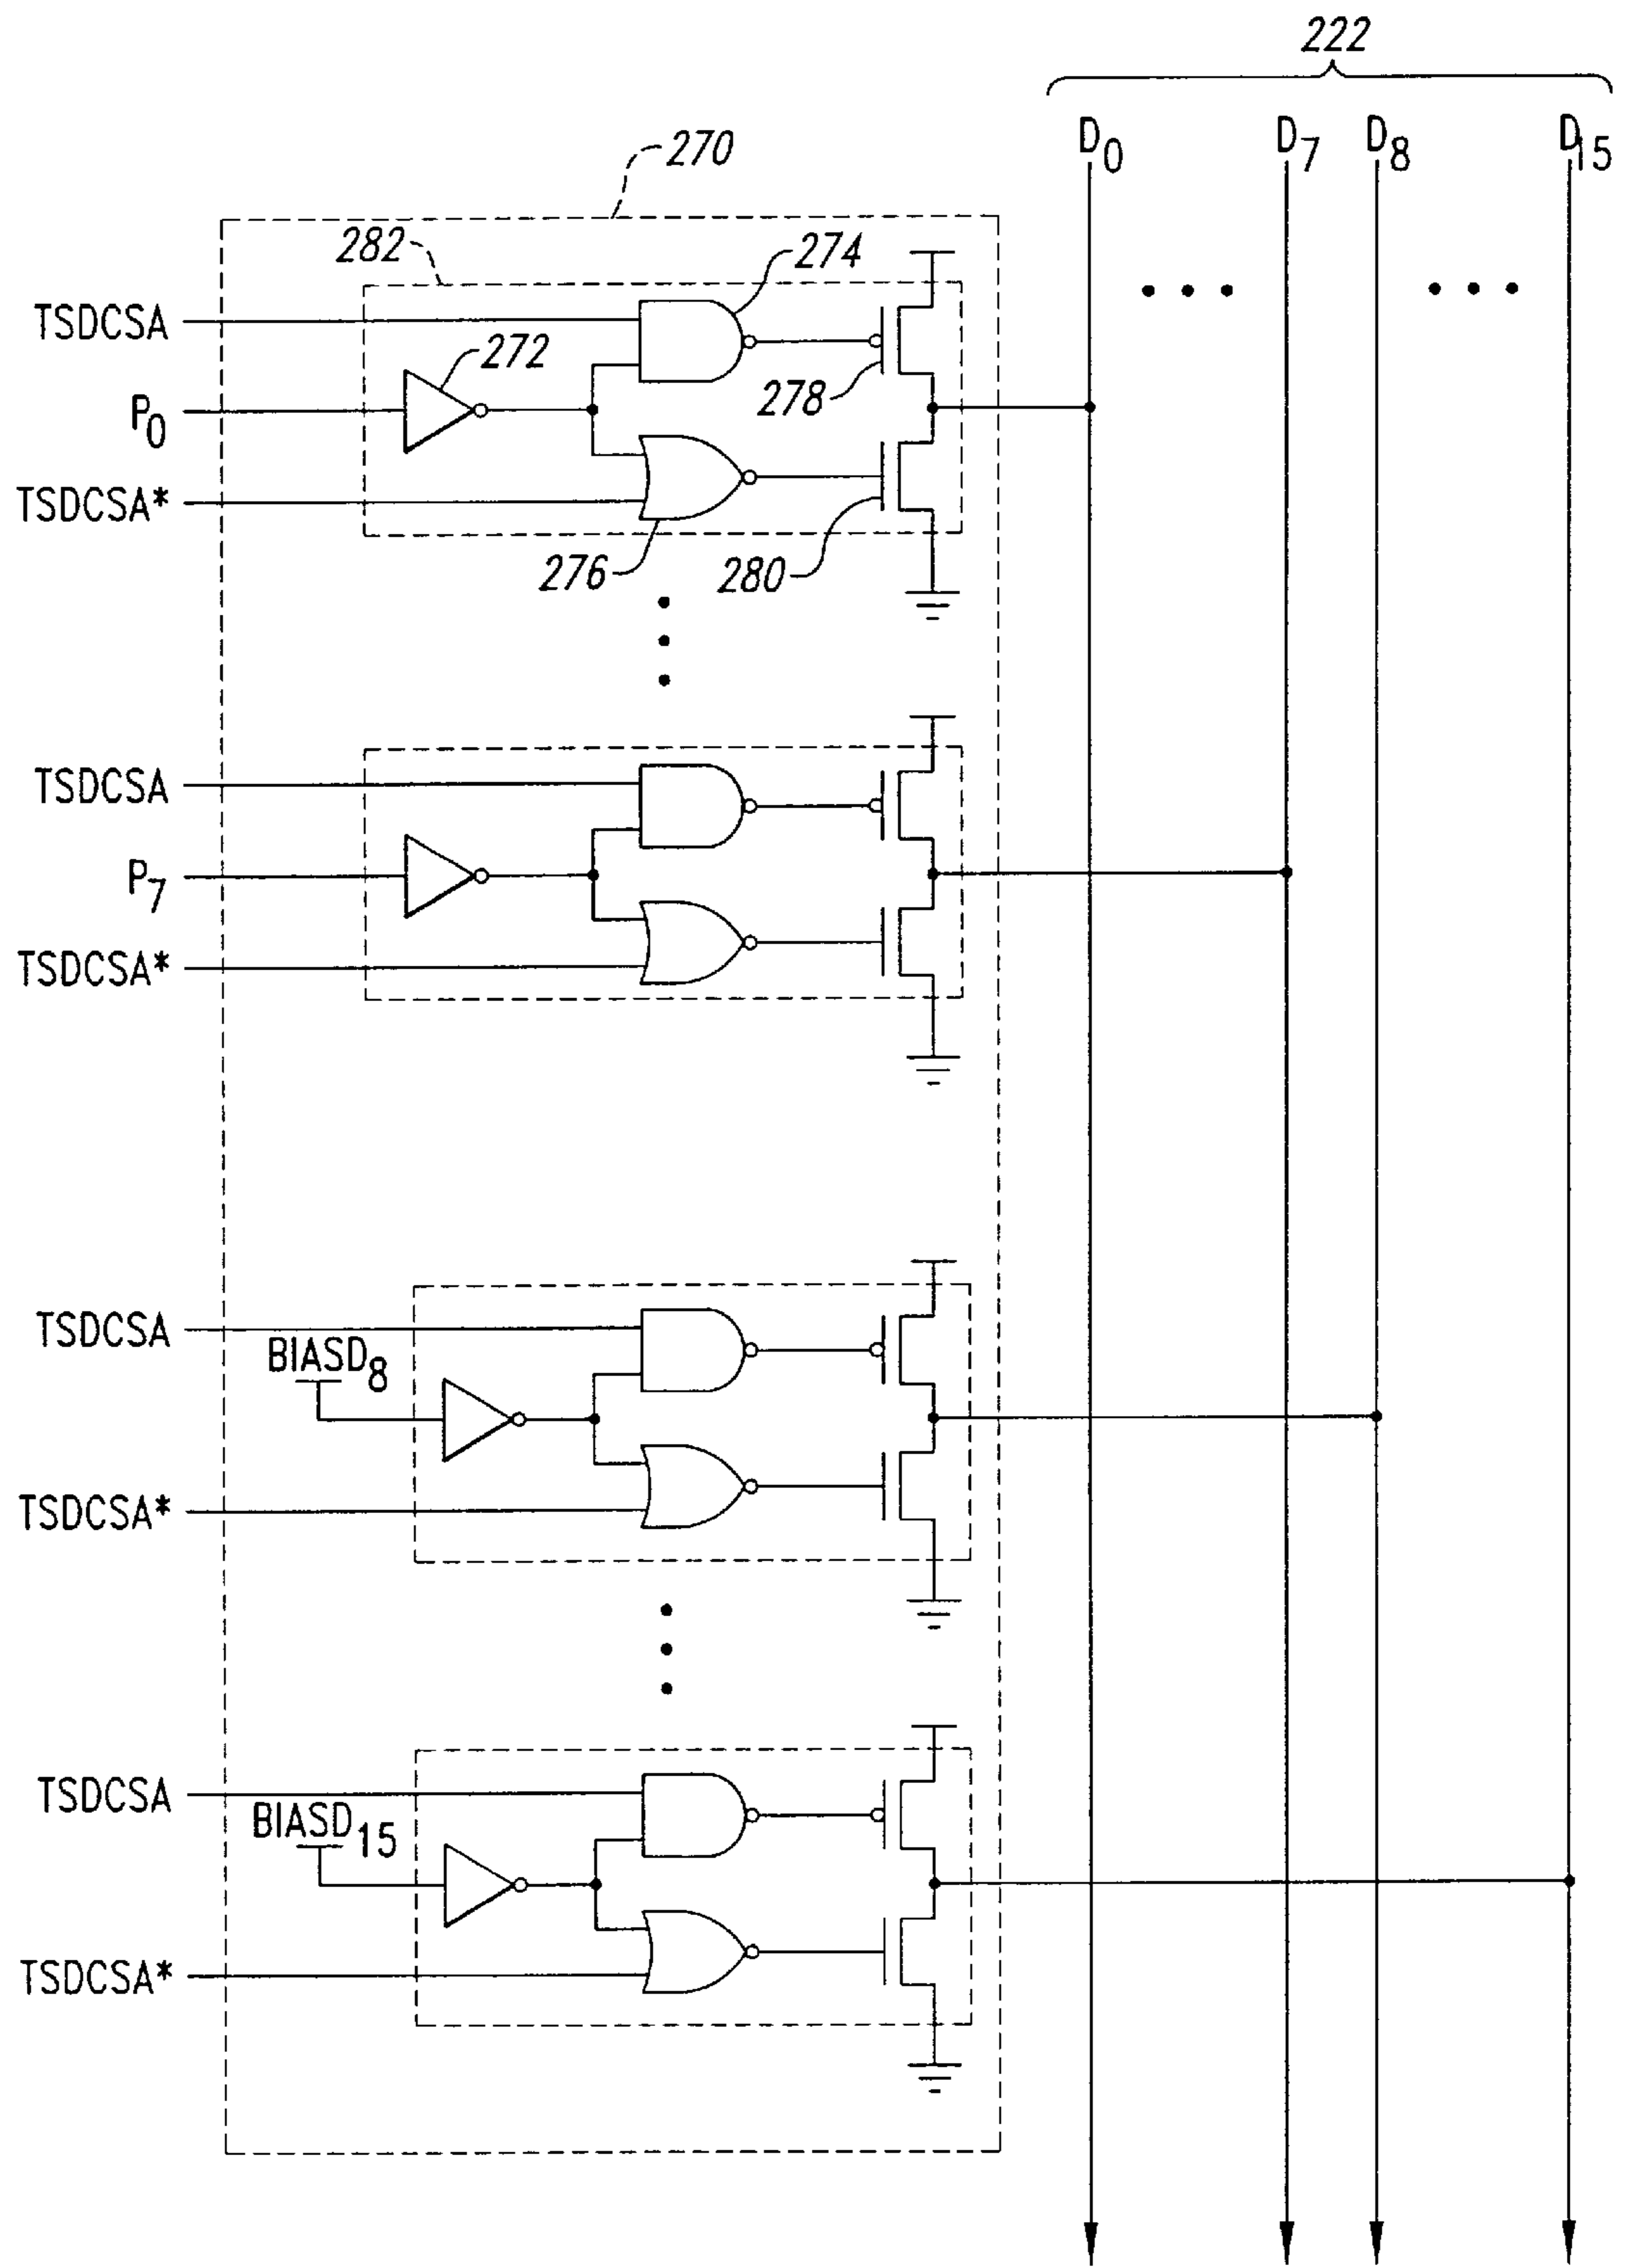 222
D0 D7 D8 D15
270
282
274
TSDCSA
272
P0
278
TSDCSA*
276
280
TSDCSA
P7
TSDCSA*
TSDCSA
BIASD8
TSDCSA*
TSDCSA
BIASD15
TSDCSA*